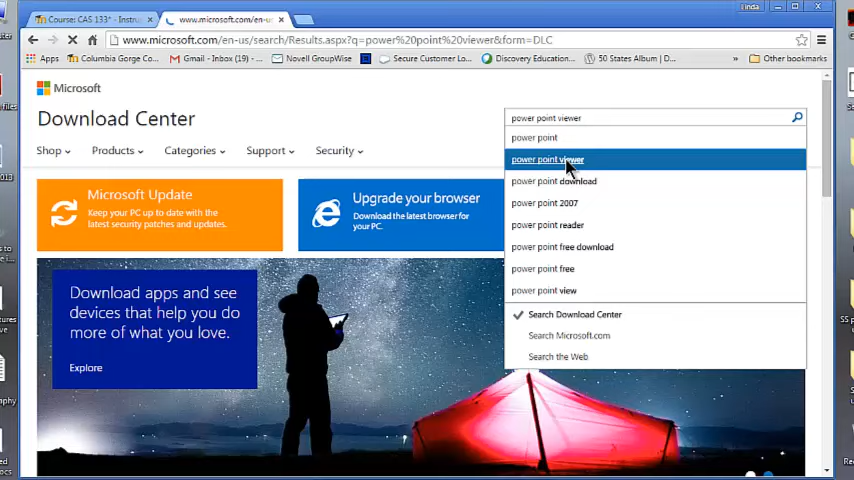 Linda
Course: CAS 133* - Instru
www.microsoft.com/en-us/
www.microsoft.com/en-us/search/Results.aspx?q=power%20point%20viewer&form=DLC
Apps
Columbia Gorge Co...
Gmail - Inbox (19) - ...
Novell GroupWise
Secure Customer Lo...
Discovery Education...
50 States Album | D...
Other bookmarks
Microsoft
Download Center
power point viewer
Shop
Products
Categories
Support
Security
power point
power point viewer
power point download
power point 2007
power point reader
power point free download
power point free
power point view
Search Download Center
Search Microsoft.com
Search the Web
Microsoft Update
Keep your PC up to date with the
latest security patches and updates.
Upgrade your browser
Download the latest browser for
your PC.
Download apps and see
devices that help you do
more of what you love.
Explore
files
2013
SS p